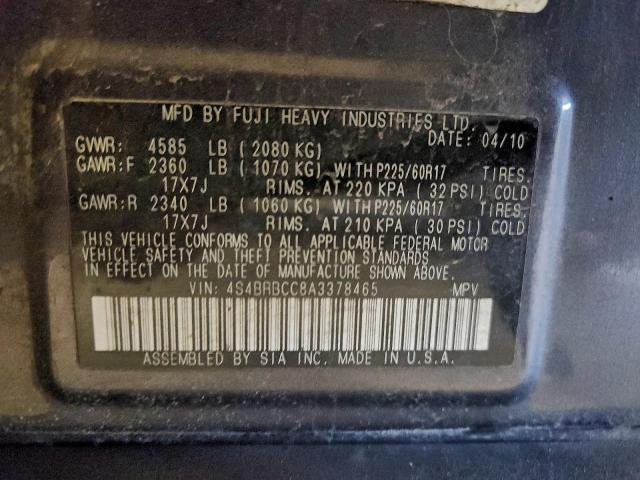 MFD BY FUJI HEAVY INDUSTRIES LTD.
DATE: 04/10
GVWR: 4585 LB (2080 KG)
GAWR:F 2360 LB (1070 KG) WITH P225/60R17 TIRES.
17X7J RIMS. AT 220 KPA (32 PSI) COLD
GAWR:R 2340 LB (1060 KG) WITH P225/60R17 TIRES.
17X7J RIMS. AT 210 KPA (30 PSI) COLD
THIS VEHICLE CONFORMS TO ALL APPLICABLE FEDERAL MOTOR
VEHICLE SAFETY AND THEFT PREVENTION STANDARDS
IN EFFECT ON THE DATE OF MANUFACTURE SHOWN ABOVE.
VIN: 4S4BRBCC8A3378465 MPV
ASSEMBLED BY SIA INC. MADE IN U.S.A.